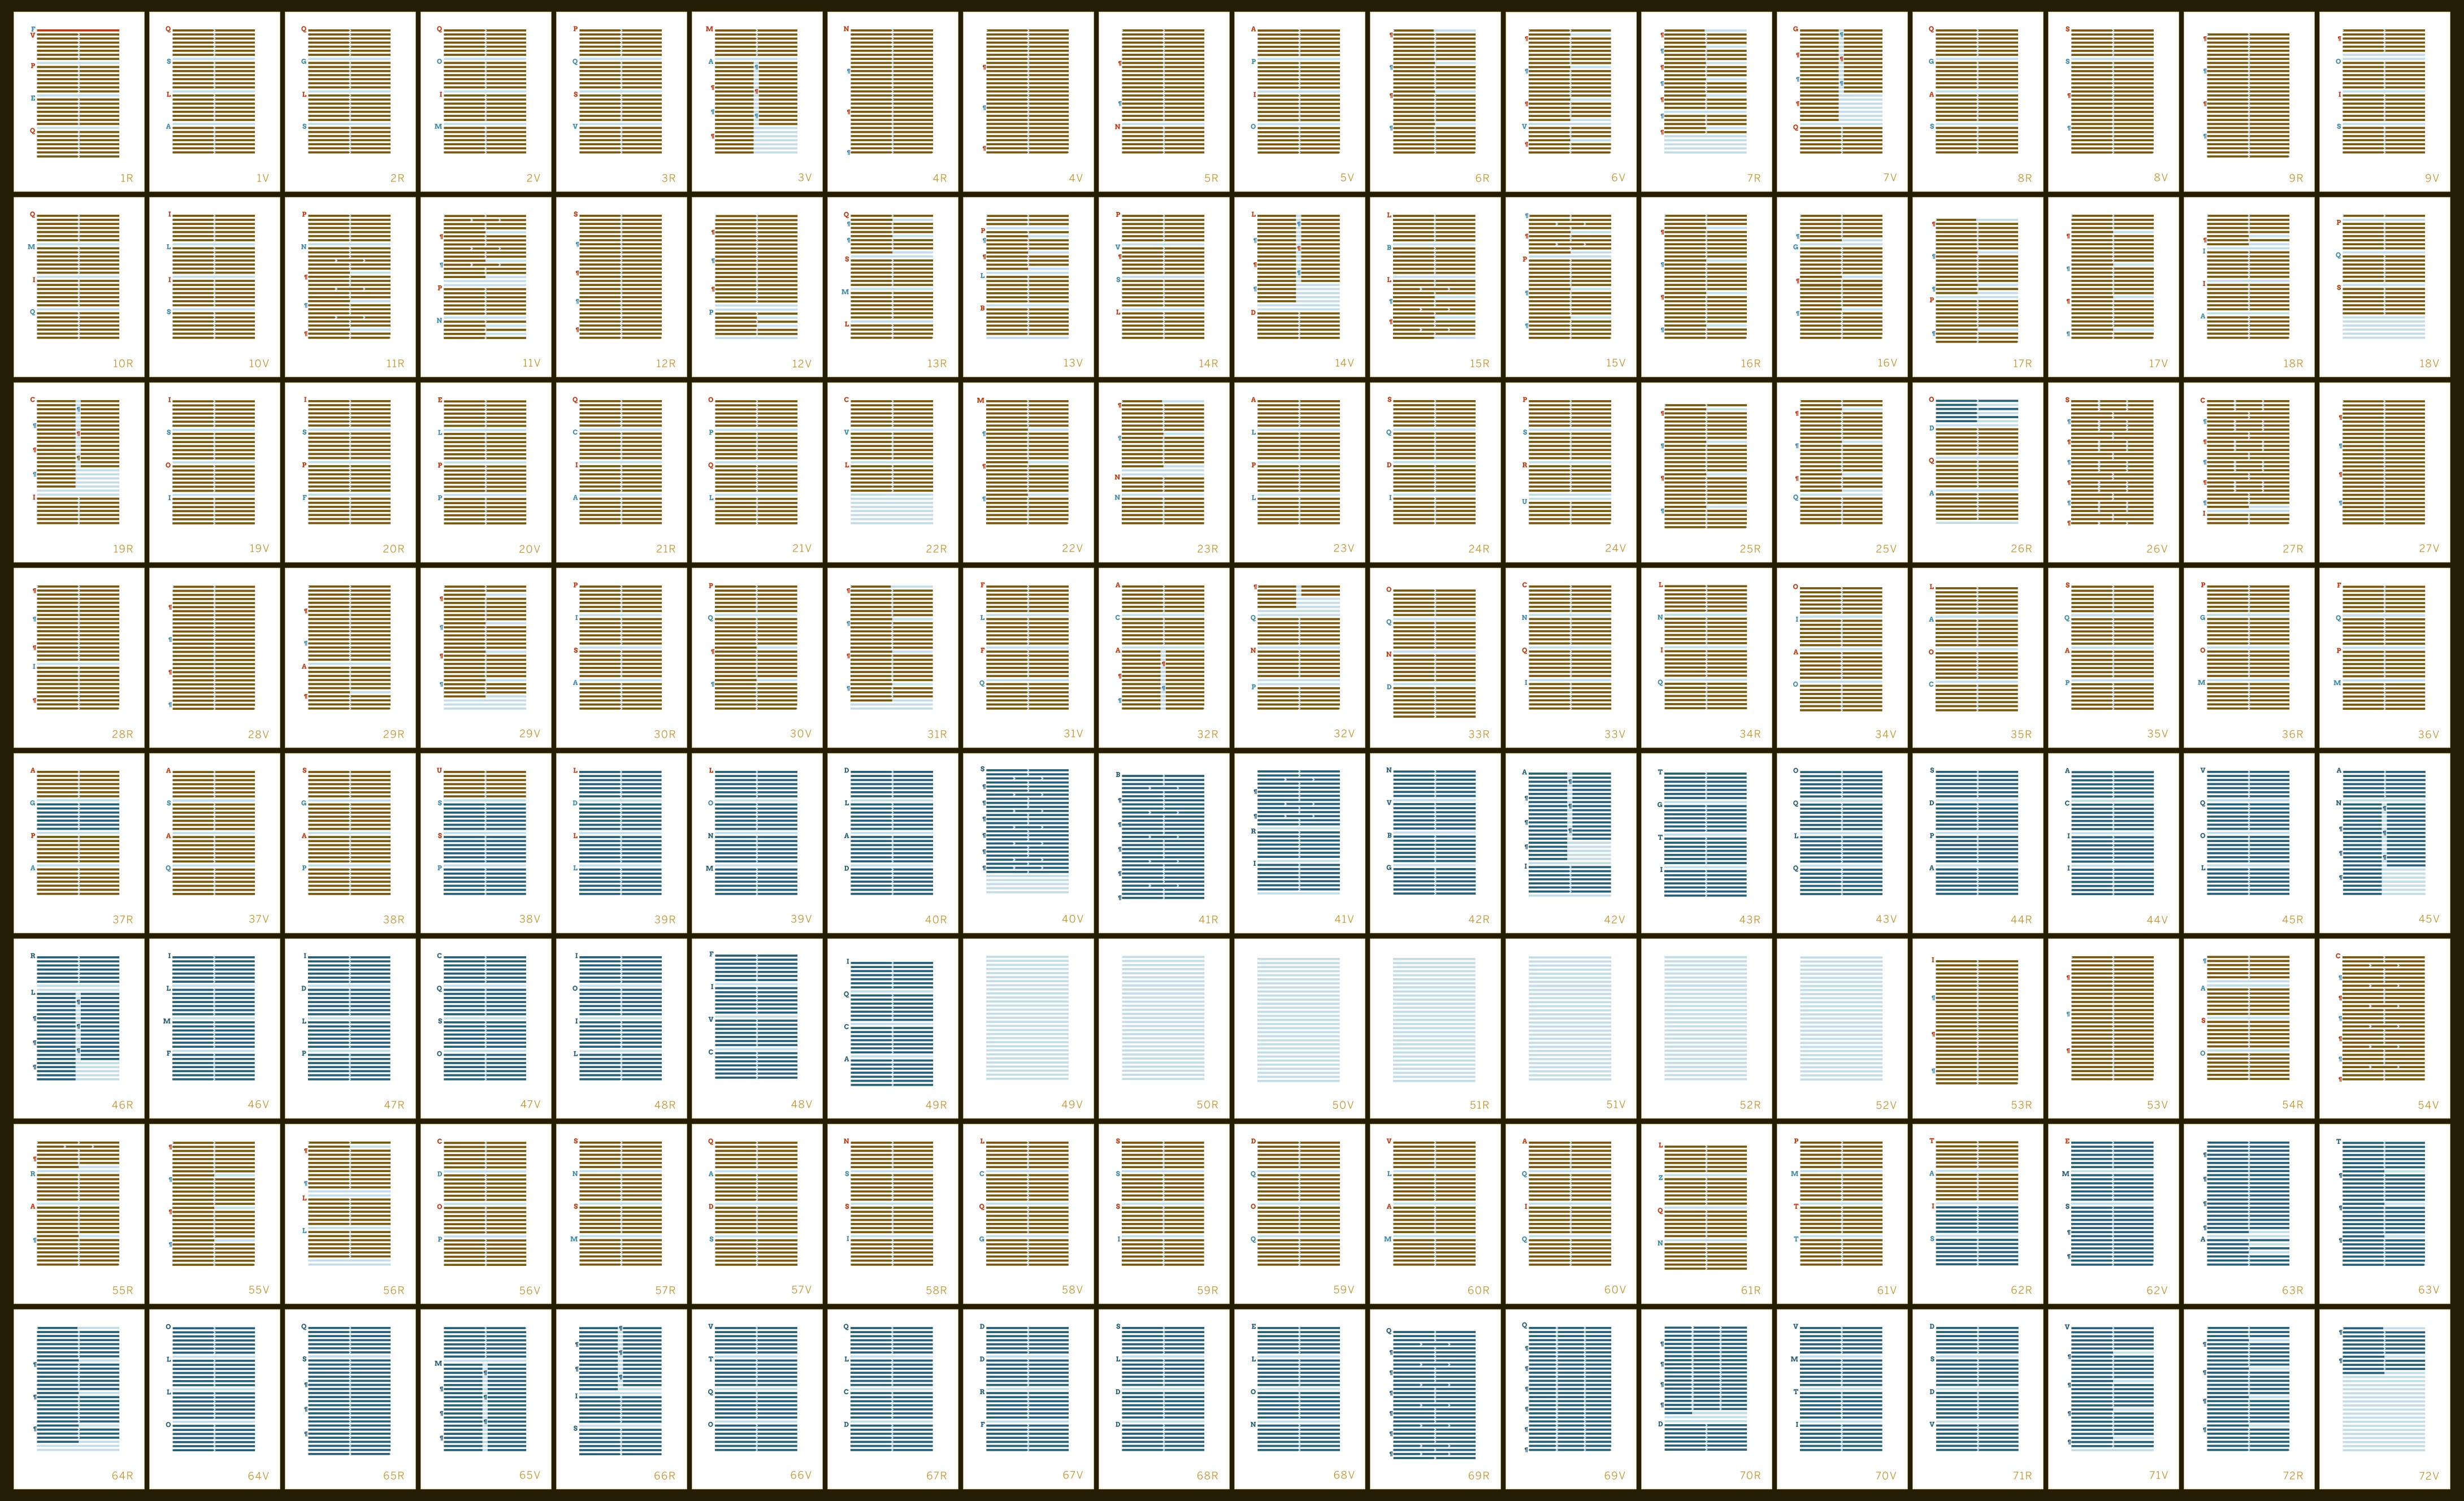 F V P E Q 1R
Q S L A 1V
Q G L S 2R
Q O I M 2V
P Q S V 3R
M A 3V
N 4R
4V
N 5R
A P I O 5V
6R
V 6V
7R
G Q 7V
Q G A S 8R
S S 8V
9R
O I S 9V
Q M I Q 10R
I L I S 10V
P N 11R
P N 11V
S 12R
P 12V
Q S M L 13R
P L B 13V
P V S L 14R
L D 14V
L B L 15R
P 15V
16R
G 16V
P 17R
17V
I I A 18R
P Q S 18V
C I 19R
I S O I 19V
I S P F 20R
E L P P 20V
Q C I A 21R
O P Q L 21V
C V L 22R
M 22V
N N 23R
A L P L 23V
S Q D I 24R
P S R U 24V
25R
Q 25V
O D Q A 26R
S 26V
C I 27R
27V
I 28R
28V
A 29R
29V
P I S A 30R
P Q 30V
31R
F L F Q 31V
A C A 32R
Q N P 32V
O Q N D 33R
C N Q I 33V
L N I Q 34R
O I A O 34V
L A O C 35R
S Q A P 35V
P G O M 36R
F Q P M 36V
A G P A 37R
A S A Q 37V
S G A P 38R
U S S P 38V
L D L L 39R
L O N M 39V
D L A D 40R
S 40V
B 41R
R I 41V
N V B G 42R
A I 42V
T G T I 43R
O Q L Q 43V
S D P A 44R
A C I I 44V
V Q O L 45R
A N 45V
R L 46R
I L M F 46V
I D L P 47R
C Q S O 47V
I O I L 48R
F I V C 48V
I Q C A 49R
49V
50R
50V
51R
51V
52R
52V
I 53R
53V
A S O 54R
C 54V
R A 55R
55V
L L 56R
C D O P 56V
S N S M 57R
Q A D S 57V
N S S I 58R
L C Q G 58V
S S S I 59R
D Q O Q 59V
V L A M 60R
A Q I Q 60V
L Z Q N 61R
P M T T 61V
T A I S 62R
E M S 62V
A 63R
T 63V
64R
O L L O 64V
Q S 65R
M 65V
I S 66R
V T Q O 66V
Q L C D 67R
D D R F 67V
S L D D 68R
E L O N 68V
Q 69R
Q 69V
D 70R
V M T I 70V
D S D V 71R
V 71V
72R
72V